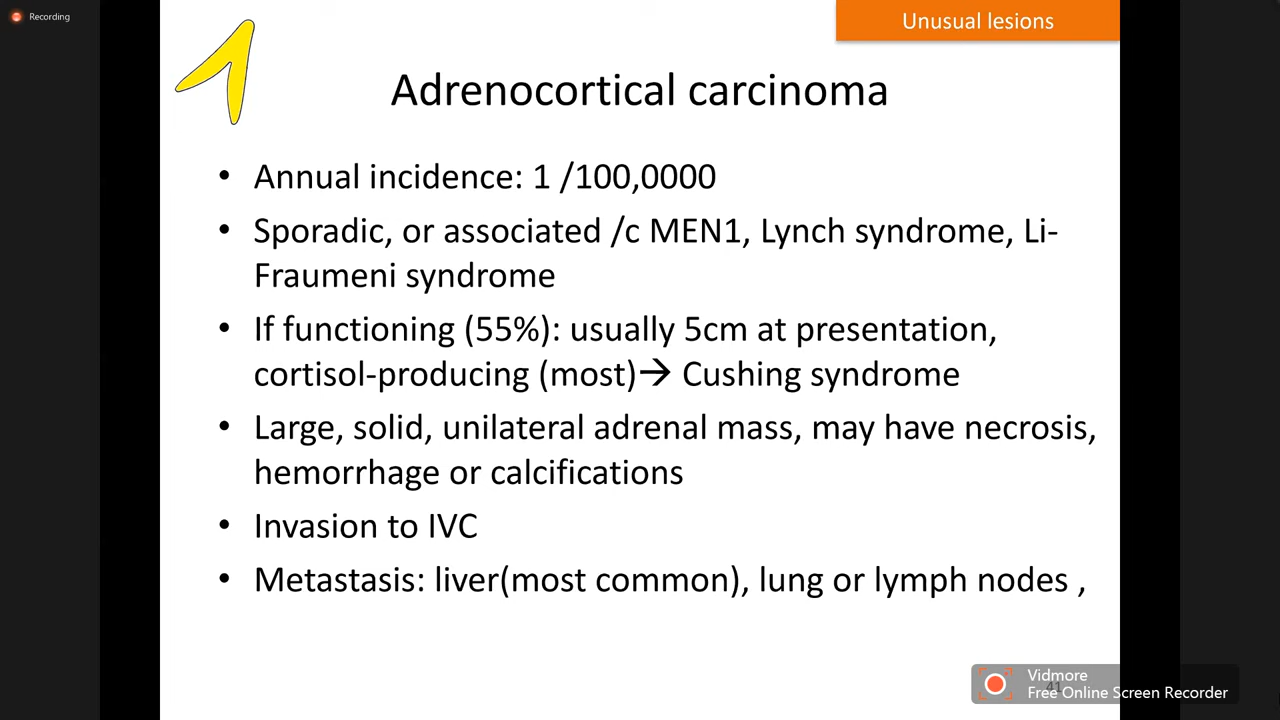 Recording
Unusual lesions
Adrenocortical carcinoma
• Annual incidence: 1 /100,0000
• Sporadic, or associated /c MEN1, Lynch syndrome, Li-
Fraumeni syndrome
• If functioning (55%): usually 5cm at presentation,
cortisol-producing (most)→ Cushing syndrome
• Large, solid, unilateral adrenal mass, may have necrosis,
hemorrhage or calcifications
• Invasion to IVC
• Metastasis: liver(most common), lung or lymph nodes ,
41
Vidmore
Free Online Screen Recorder